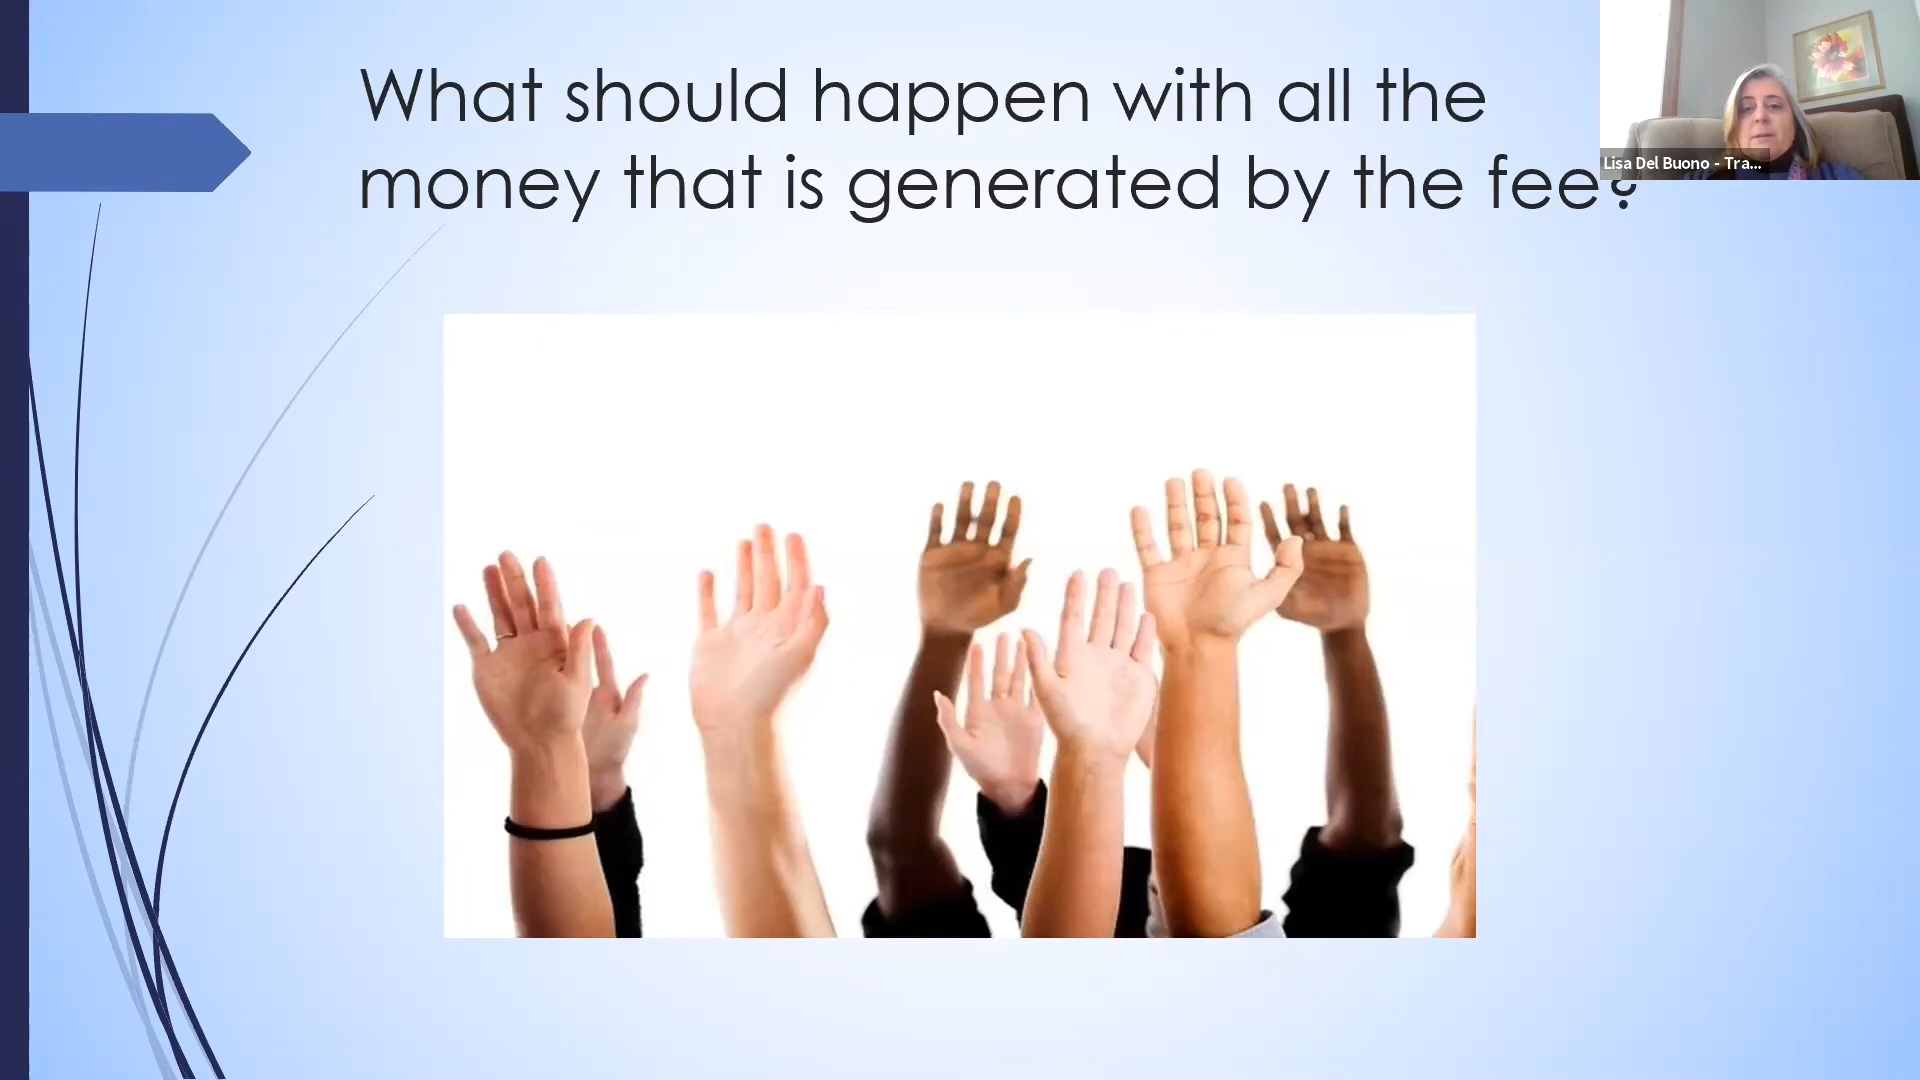 What should happen with all the
money that is generated by the fee?
Lisa Del Buono - Tra...